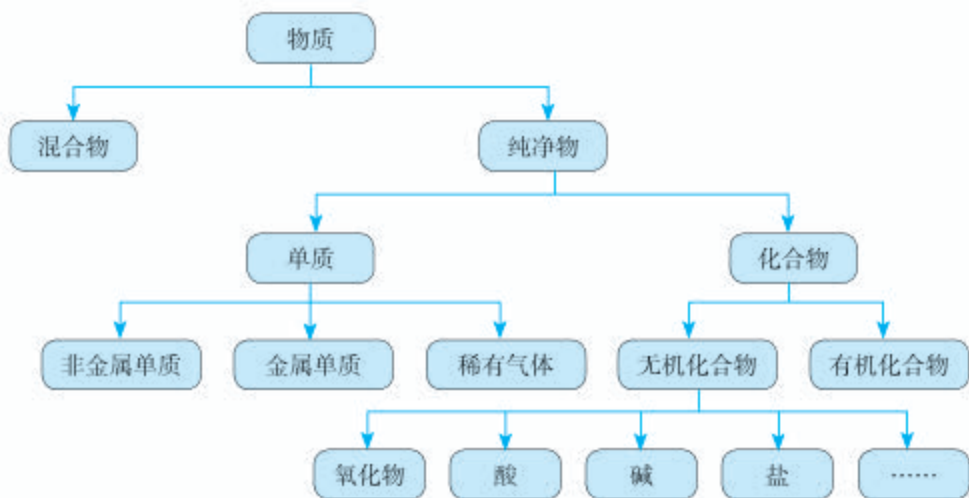 物质
混合物
纯净物
单质
化合物
非金属单质
金属单质
稀有气体
无机化合物
有机化合物
氧化物
酸
碱
盐
……